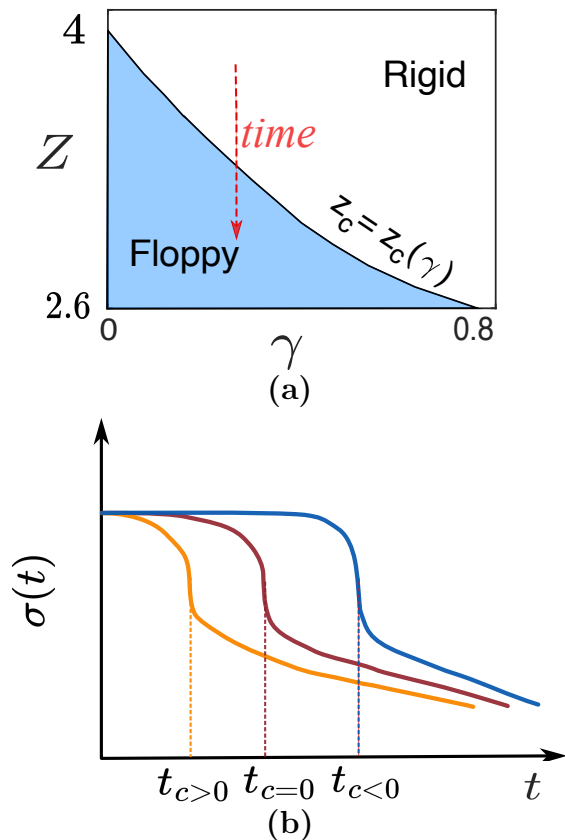 4
Rigid
Z
time
Floppy
z_c = z_c(γ)
2.6
0
0.8
γ
(a)
σ(t)
t_{c>0}
t_{c=0}
t_{c<0}
t
(b)